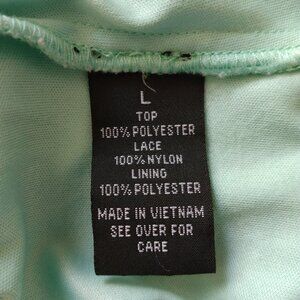 L
TOP
100% POLYESTER
LACE
100% NYLON
LINING
100% POLYESTER
MADE IN VIETNAM
SEE OVER FOR
CARE